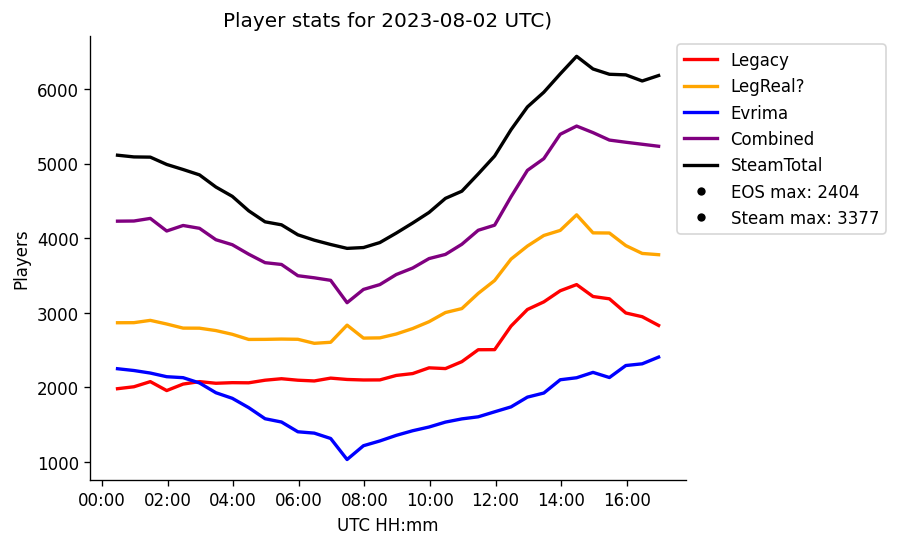 Player stats for 2023-08-02 UTC)
Players
6000
5000
4000
3000
2000
1000
00:00 02:00 04:00 06:00 08:00 10:00 12:00 14:00 16:00
UTC HH:mm
Legacy
LegReal?
Evrima
Combined
SteamTotal
EOS max: 2404
Steam max: 3377